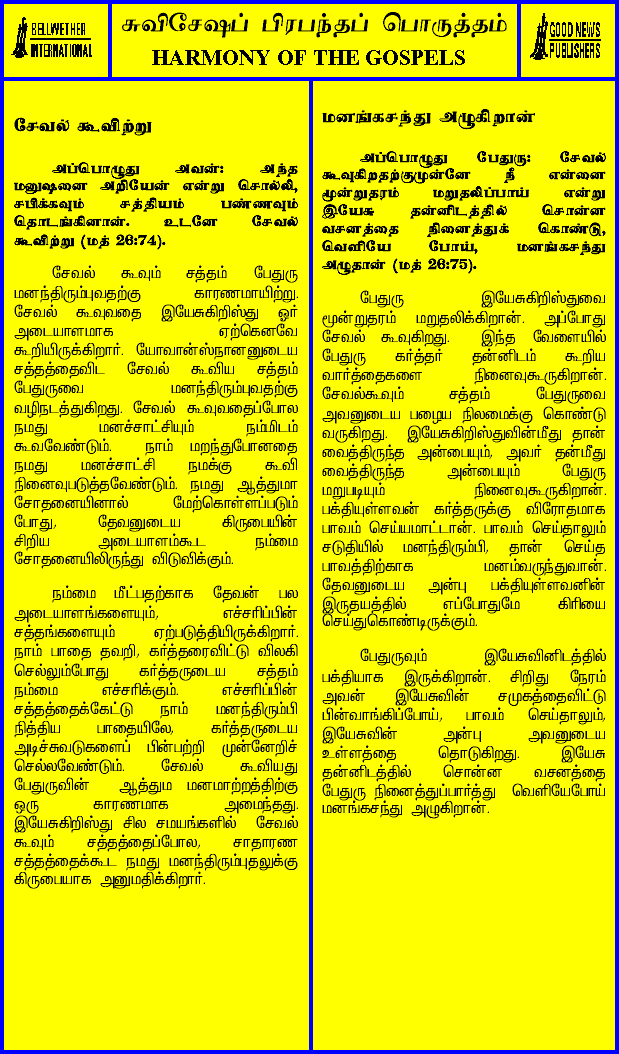 BELLWETHER
INTERNATIONAL
சுவிசேஷப் பிரபந்தப் பொருத்தம்
HARMONY OF THE GOSPELS
GOOD NEWS
PUBLISHERS
சேவல் கூவிற்று
அப்பொழுது அவன்: அந்த
மனுஷனை அறியேன் என்று சொல்லி,
சபிக்கவும் சத்தியம் பண்ணவும்
தொடங்கினான். உடனே சேவல்
கூவிற்று (மத் 26:74).
சேவல் கூவும் சத்தம் பேதுரு
மனந்திரும்புவதற்கு காரணமாயிற்று.
சேவல் கூவுவதை இயேசுகிறிஸ்து ஓர்
அடையாளமாக ஏற்கெனவே
கூறியிருக்கிறார். யோவான்ஸ்நானனுடைய
சத்தத்தைவிட சேவல் கூவிய சத்தம்
பேதுருவை மனந்திரும்புவதற்கு
வழிநடத்துகிறது. சேவல் கூவுவதைப்போல
நமது மனச்சாட்சியும் நம்மிடம்
கூவவேண்டும். நாம் மறந்துபோனதை
நமது மனச்சாட்சி நமக்கு கூவி
நினைவுபடுத்தவேண்டும். நமது ஆத்துமா
சோதனையினால் மேற்கொள்ளப்படும்
போது, தேவனுடைய கிருபையின்
சிறிய அடையாளம்கூட நம்மை
சோதனையிலிருந்து விடுவிக்கும்.
நம்மை மீட்பதற்காக தேவன் பல
அடையாளங்களையும், எச்சரிப்பின்
சத்தங்களையும் ஏற்படுத்தியிருக்கிறார்.
நாம் பாதை தவறி, கர்த்தரைவிட்டு விலகி
செல்லும்போது கர்த்தருடைய சத்தம்
நம்மை எச்சரிக்கும். எச்சரிப்பின்
சத்தத்தைக்கேட்டு நாம் மனந்திரும்பி
நித்திய பாதையிலே, கர்த்தருடைய
அடிச்சுவடுகளைப் பின்பற்றி முன்னேறிச்
செல்லவேண்டும். சேவல் கூவியது
பேதுருவின் ஆத்தும மனமாற்றத்திற்கு
ஒரு காரணமாக அமைந்தது.
இயேசுகிறிஸ்து சில சமயங்களில் சேவல்
கூவும் சத்தத்தைப்போல, சாதாரண
சத்தத்தைக்கூட நமது மனந்திரும்புதலுக்கு
கிருபையாக அனுமதிக்கிறார்.
மனங்கசந்து அழுகிறான்
அப்பொழுது பேதுரு: சேவல்
கூவுகிறதற்குமுன்னே நீ என்னை
மூன்றுதரம் மறுதலிப்பாய் என்று
இயேசு தன்னிடத்தில் சொன்ன
வசனத்தை நினைத்துக் கொண்டு,
வெளியே போய், மனங்கசந்து
அழுதான் (மத் 26:75).
பேதுரு இயேசுகிறிஸ்துவை
மூன்றுதரம் மறுதலிக்கிறான். அப்போது
சேவல் கூவுகிறது. இந்த வேளையில்
பேதுரு கர்த்தர் தன்னிடம் கூறிய
வார்த்தைகளை நினைவுகூருகிறான்.
சேவல்கூவும் சத்தம் பேதுருவை
அவனுடைய பழைய நிலமைக்கு கொண்டு
வருகிறது. இயேசுகிறிஸ்துவின்மீது தான்
வைத்திருந்த அன்பையும், அவர் தன்மீது
வைத்திருந்த அன்பையும் பேதுரு
மறுபடியும் நினைவுகூருகிறான்.
பக்தியுள்ளவன் கர்த்தருக்கு விரோதமாக
பாவம் செய்யமாட்டான். பாவம் செய்தாலும்
சடுதியில் மனந்திரும்பி, தான் செய்த
பாவத்திற்காக மனம்வருந்துவான்.
தேவனுடைய அன்பு பக்தியுள்ளவனின்
இருதயத்தில் எப்போதுமே கிரியை
செய்துகொண்டிருக்கும்.
பேதுருவும் இயேசுவினிடத்தில்
பக்தியாக இருக்கிறான். சிறிது நேரம்
அவன் இயேசுவின் சமுகத்தைவிட்டு
பின்வாங்கிப்போய், பாவம் செய்தாலும்,
இயேசுவின் அன்பு அவனுடைய
உள்ளத்தை தொடுகிறது. இயேசு
தன்னிடத்தில் சொன்ன வசனத்தை
பேதுரு நினைத்துப்பார்த்து வெளியேபோய்
மனங்கசந்து அழுகிறான்.